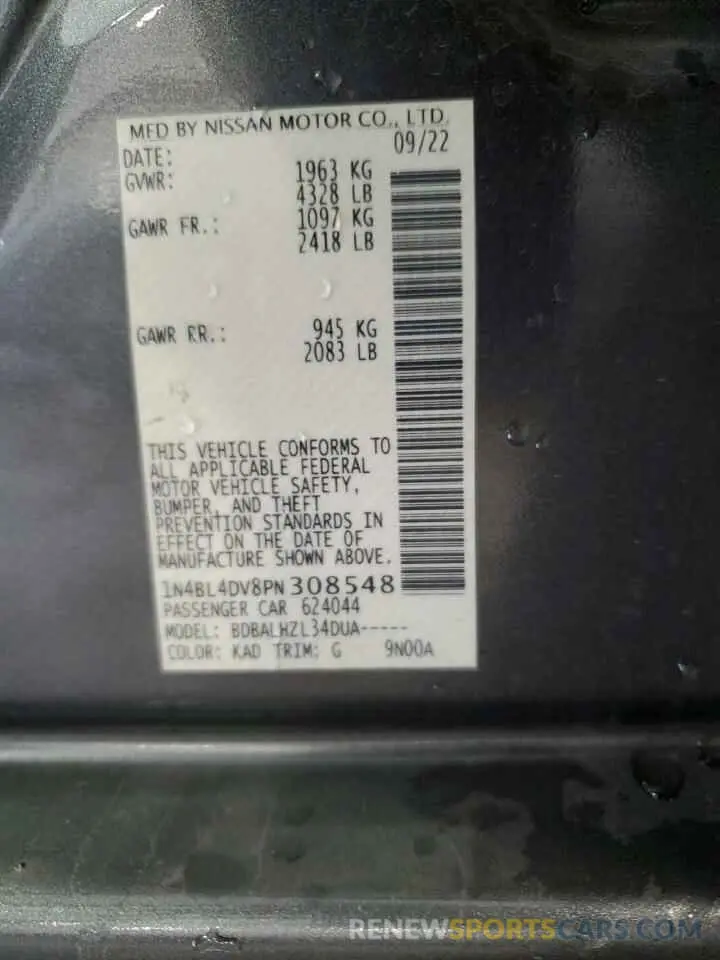 MFD BY NISSAN MOTOR CO., LTD.
DATE: 09/22
GVWR: 1963 KG
4328 LB
GAWR FR.: 1097 KG
2418 LB
GAWR RR.: 945 KG
2083 LB
THIS VEHICLE CONFORMS TO
ALL APPLICABLE FEDERAL
MOTOR VEHICLE SAFETY,
BUMPER, AND THEFT
PREVENTION STANDARDS IN
EFFECT ON THE DATE OF
MANUFACTURE SHOWN ABOVE.
1N4BL4DV8PN308548
PASSENGER CAR 624044
MODEL: BDBALHZL34DUA-----
COLOR: KAD TRIM: G 9N00A
RENEWSPORTSCARS.COM